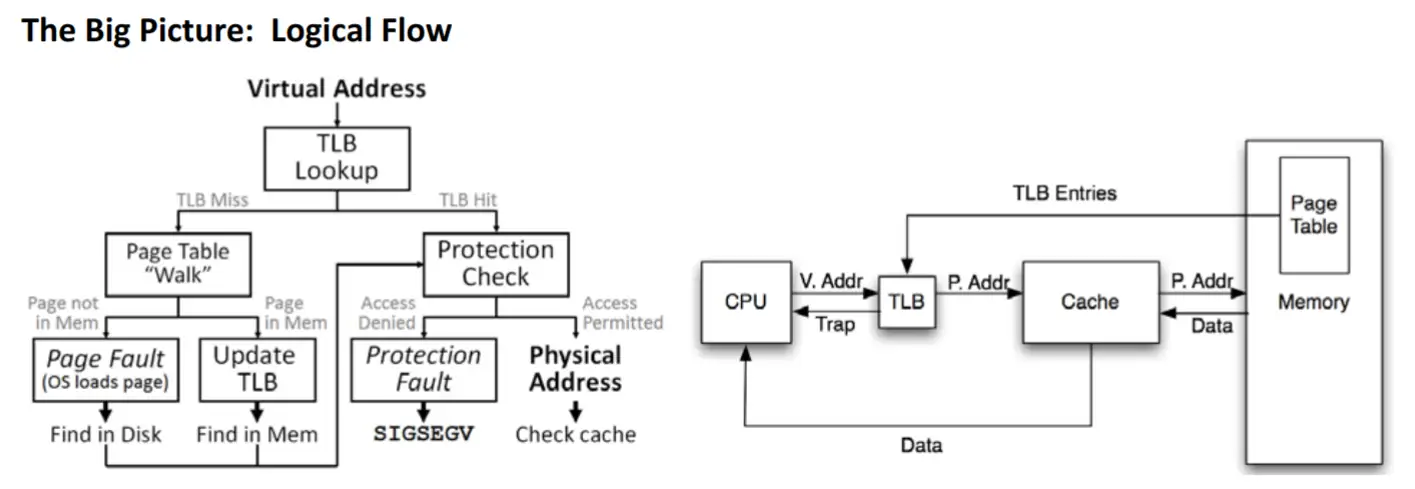 The Big Picture: Logical Flow
Virtual Address
TLB
Lookup
TLB Miss
TLB Hit
Page Table
“Walk”
Protection
Check
Page not
in Mem
Page
in Mem
Access
Denied
Access
Permitted
Page Fault
(OS loads page)
Update
TLB
Protection
Fault
Physical
Address
Find in Disk
Find in Mem
SIGSEGV
Check cache
TLB Entries
Page
Table
CPU
V. Addr
Trap
TLB
P. Addr
Cache
P. Addr
Data
Memory
Data